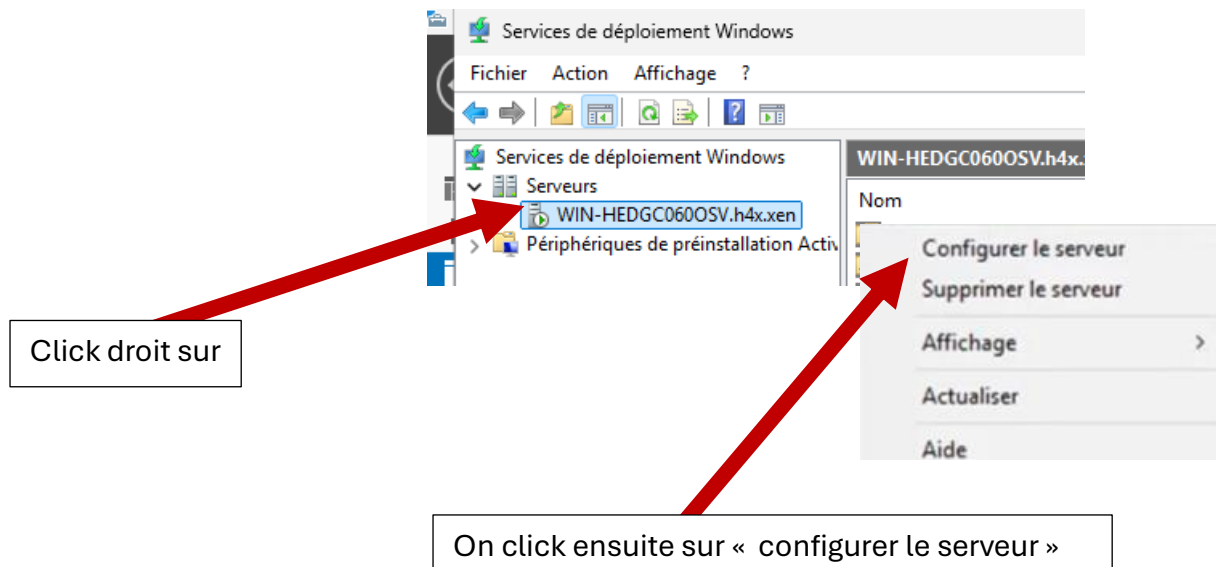 Services de déploiement Windows
Fichier Action Affichage ?
Services de déploiement Windows
Serveurs
WIN-HEDGC060OSV.h4x.xen
Périphériques de préinstallation Activ
WIN-HEDGC060OSV.h4x.
Nom
Configurer le serveur
Supprimer le serveur
Affichage >
Actualiser
Aide
Click droit sur
On click ensuite sur « configurer le serveur »